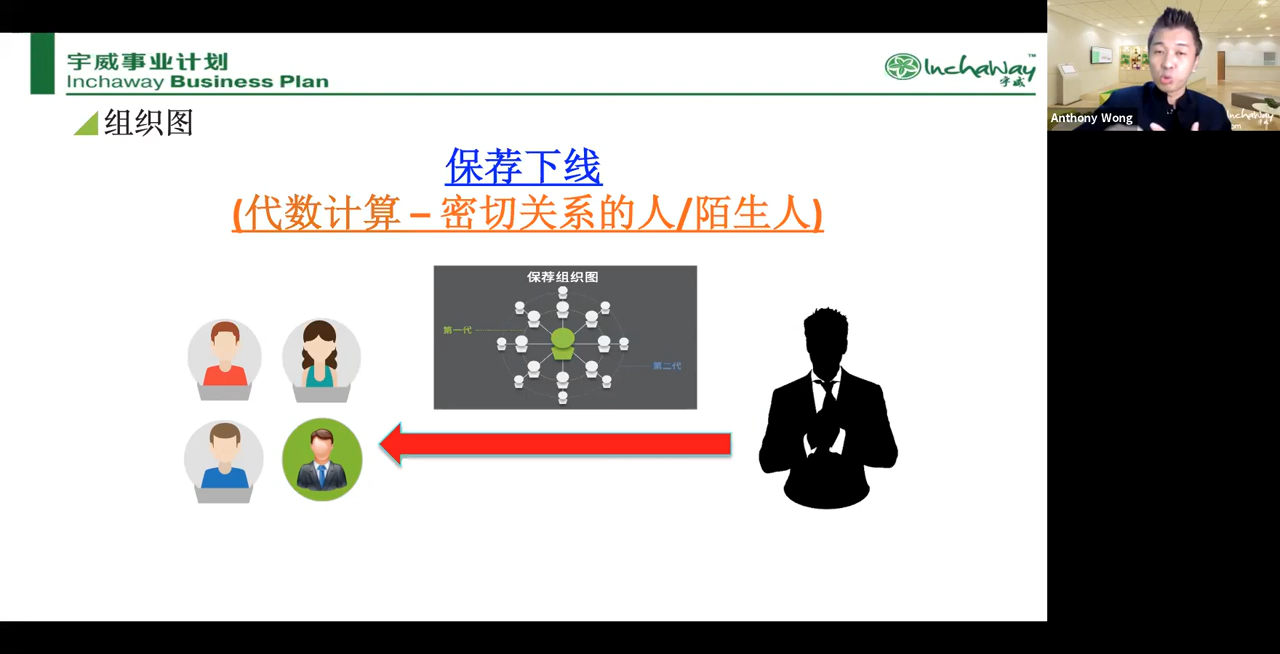 宇威事业计划
Inchaway Business Plan
Inchaway™
宇威
组织图
保荐下线
(代数计算 – 密切关系的人/陌生人)
保荐组织图
第一代
第二代
Anthony Wong
Inchaway